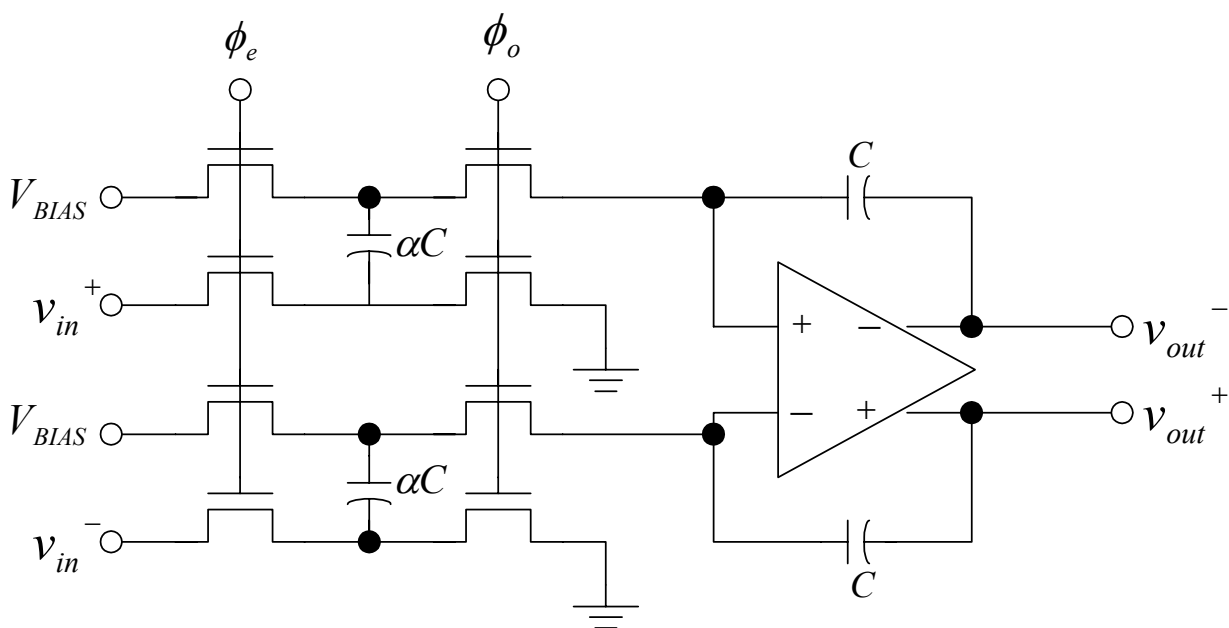 ϕe ϕo
VBIAS
C
αC
vin+
+ −
vout−
VBIAS
− +
vout+
αC
vin−
C